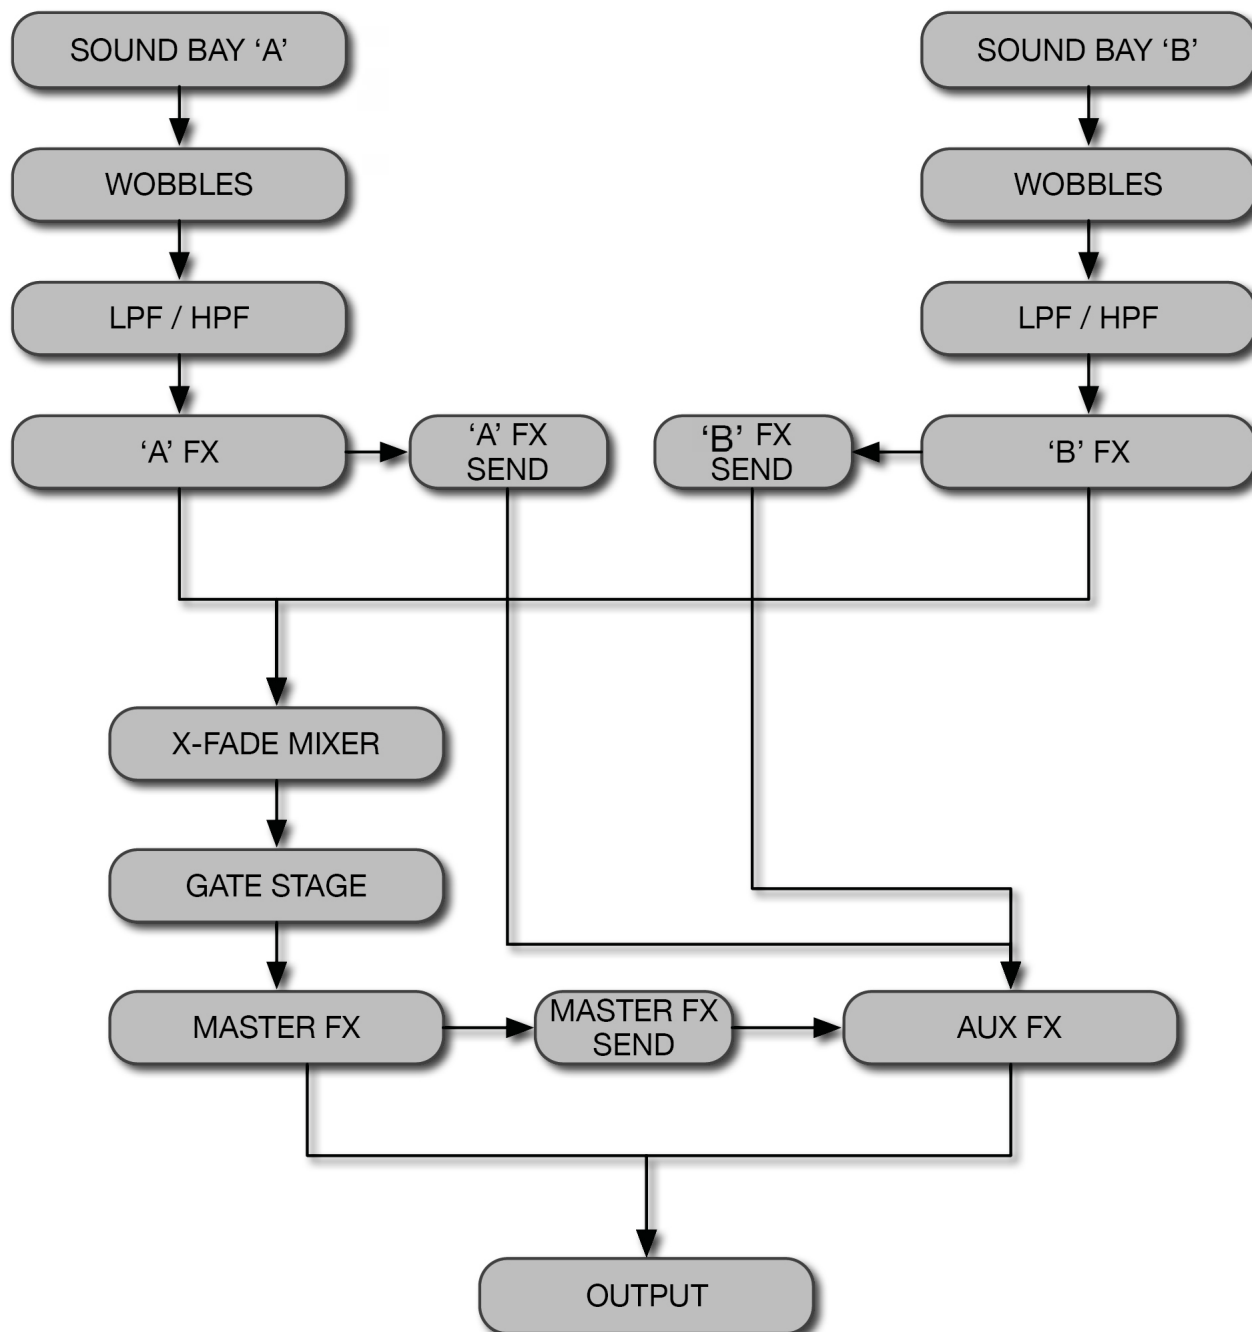 SOUND BAY ‘A’
SOUND BAY ‘B’
WOBBLES
WOBBLES
LPF / HPF
LPF / HPF
‘A’ FX
‘A’ FX
SEND
‘B’ FX
SEND
‘B’ FX
X-FADE MIXER
GATE STAGE
MASTER FX
MASTER FX
SEND
AUX FX
OUTPUT